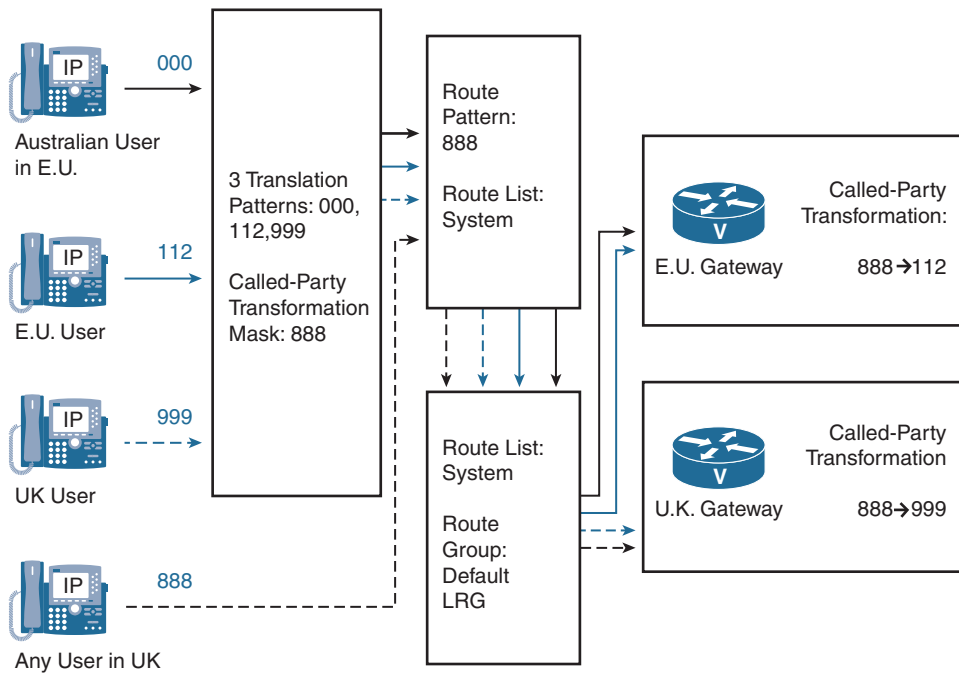 IP
000
Australian User
in E.U.
IP
112
E.U. User
IP
999
UK User
IP
888
Any User in UK
3 Translation
Patterns: 000,
112,999
Called-Party
Transformation
Mask: 888
Route
Pattern:
888
Route List:
System
Route List:
System
Route
Group:
Default
LRG
V
E.U. Gateway
Called-Party
Transformation:
888→112
V
U.K. Gateway
Called-Party
Transformation
888→999